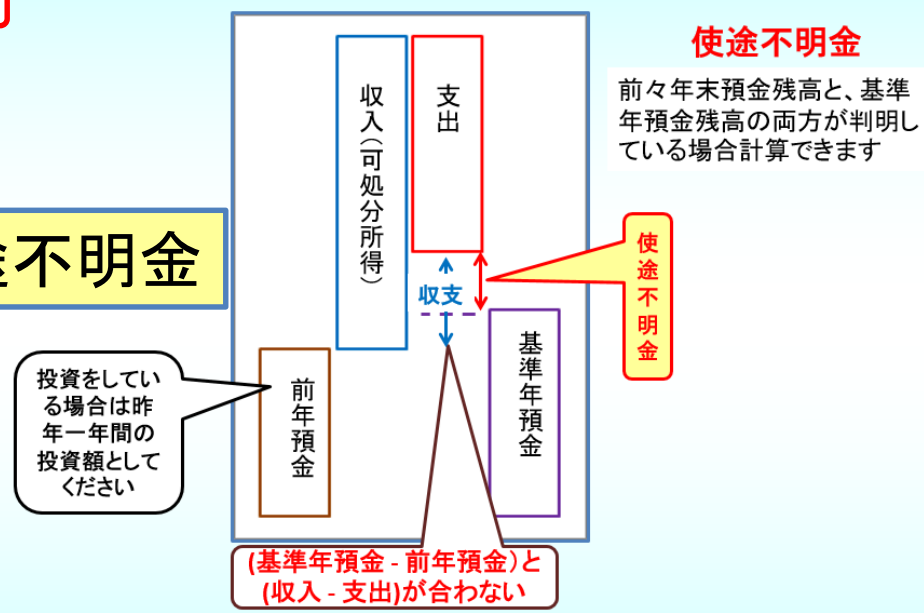 使途不明金
前々年末預金残高と、基準
年預金残高の両方が判明し
ている場合計算できます
収入（可処分所得）
支出
不明金
収支
使途不明金
基準年預金
前年預金
投資をしてい
る場合は昨
年一年間の
投資額として
ください
(基準年預金 - 前年預金）と
(収入 - 支出)が合わない